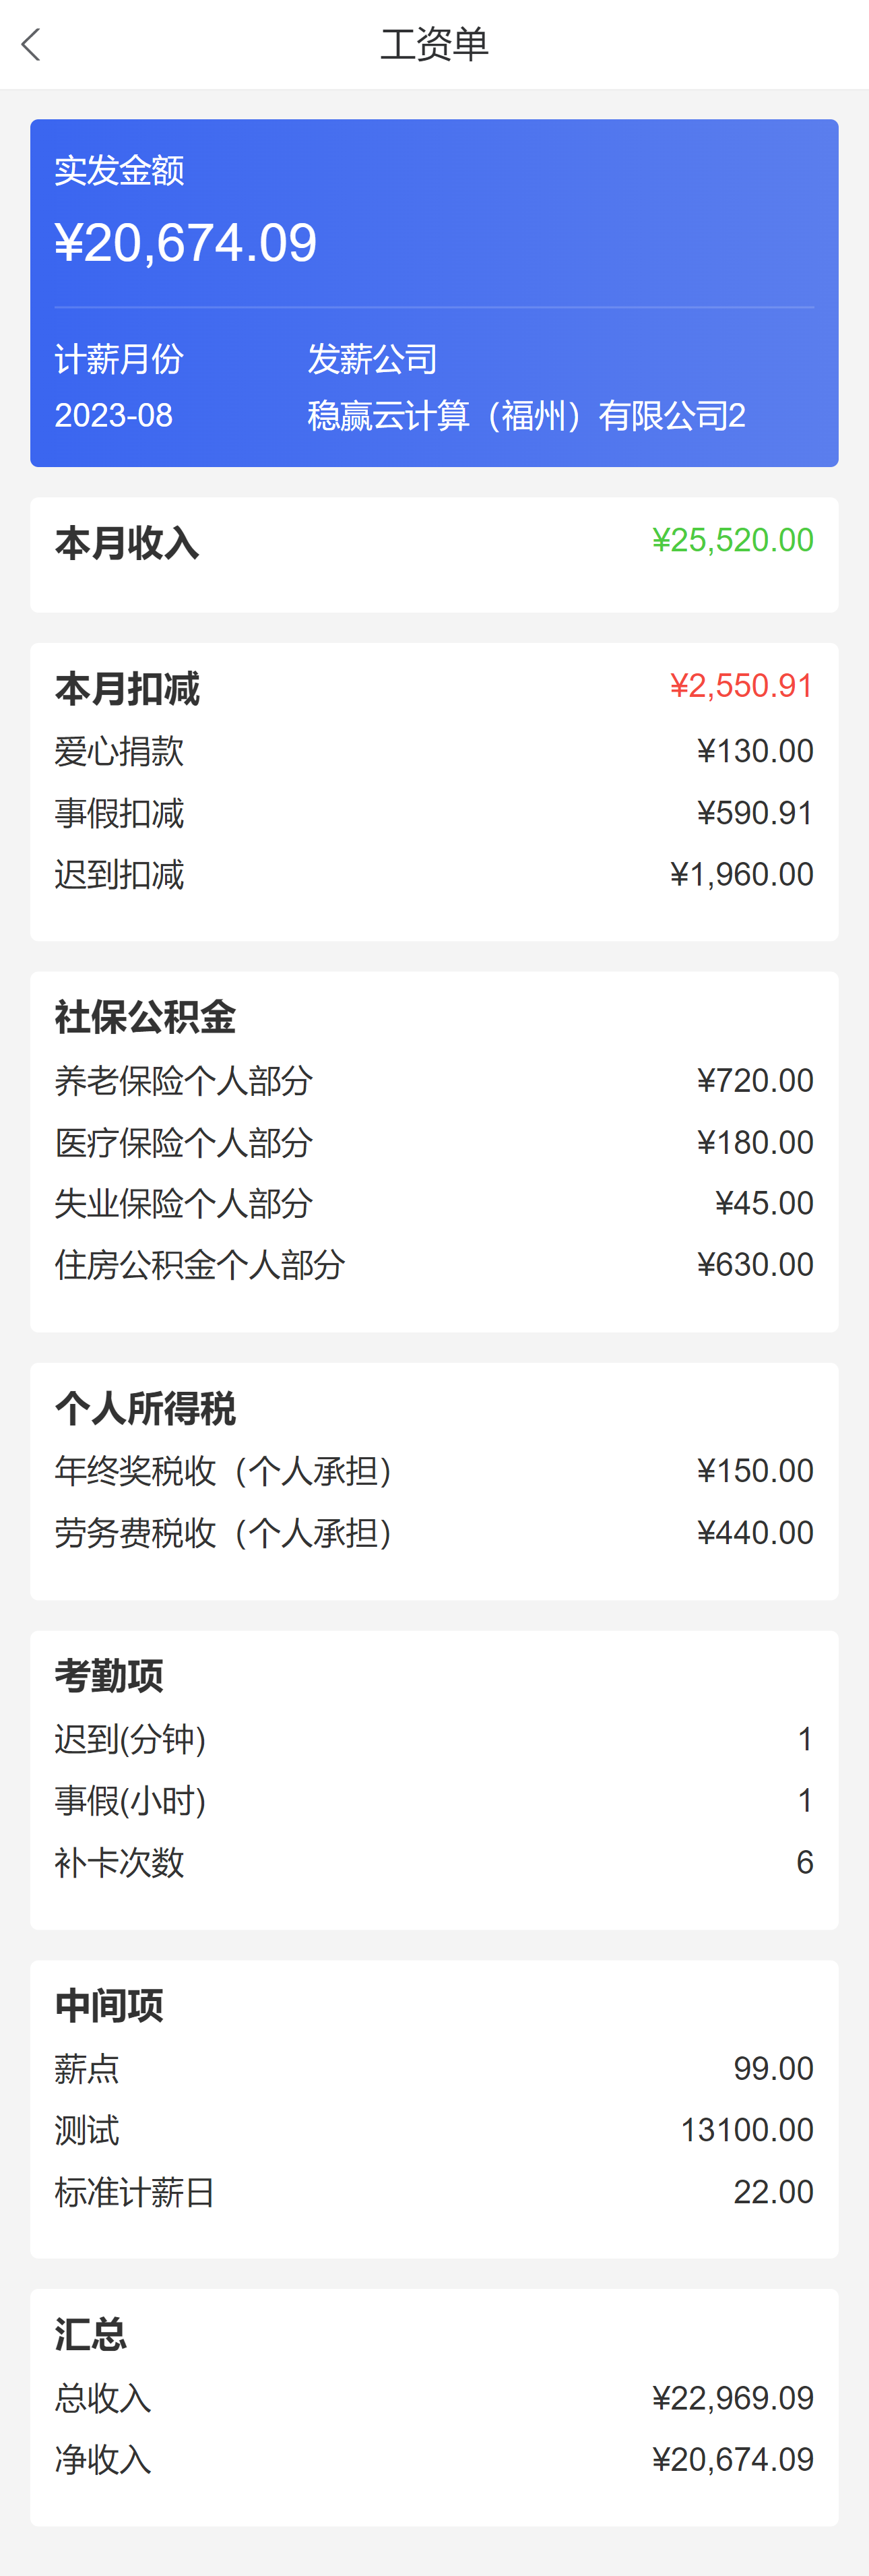 工资单
实发金额
¥20,674.09
计薪月份 发薪公司
2023-08 稳赢云计算（福州）有限公司2
本月收入 ¥25,520.00
本月扣减 ¥2,550.91
爱心捐款 ¥130.00
事假扣减 ¥590.91
迟到扣减 ¥1,960.00
社保公积金
养老保险个人部分 ¥720.00
医疗保险个人部分 ¥180.00
失业保险个人部分 ¥45.00
住房公积金个人部分 ¥630.00
个人所得税
年终奖税收（个人承担） ¥150.00
劳务费税收（个人承担） ¥440.00
考勤项
迟到(分钟) 1
事假(小时) 1
补卡次数 6
中间项
薪点 99.00
测试 13100.00
标准计薪日 22.00
汇总
总收入 ¥22,969.09
净收入 ¥20,674.09